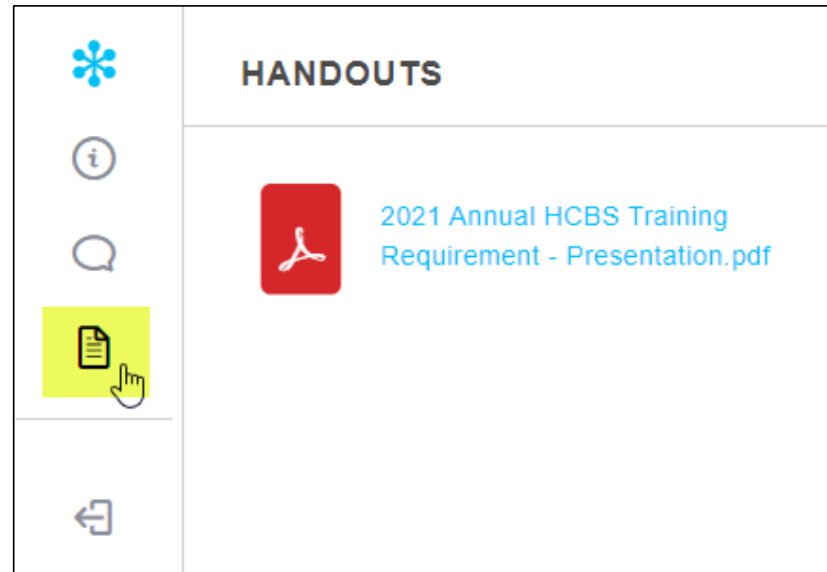 HANDOUTS
2021 Annual HCBS Training
Requirement - Presentation.pdf